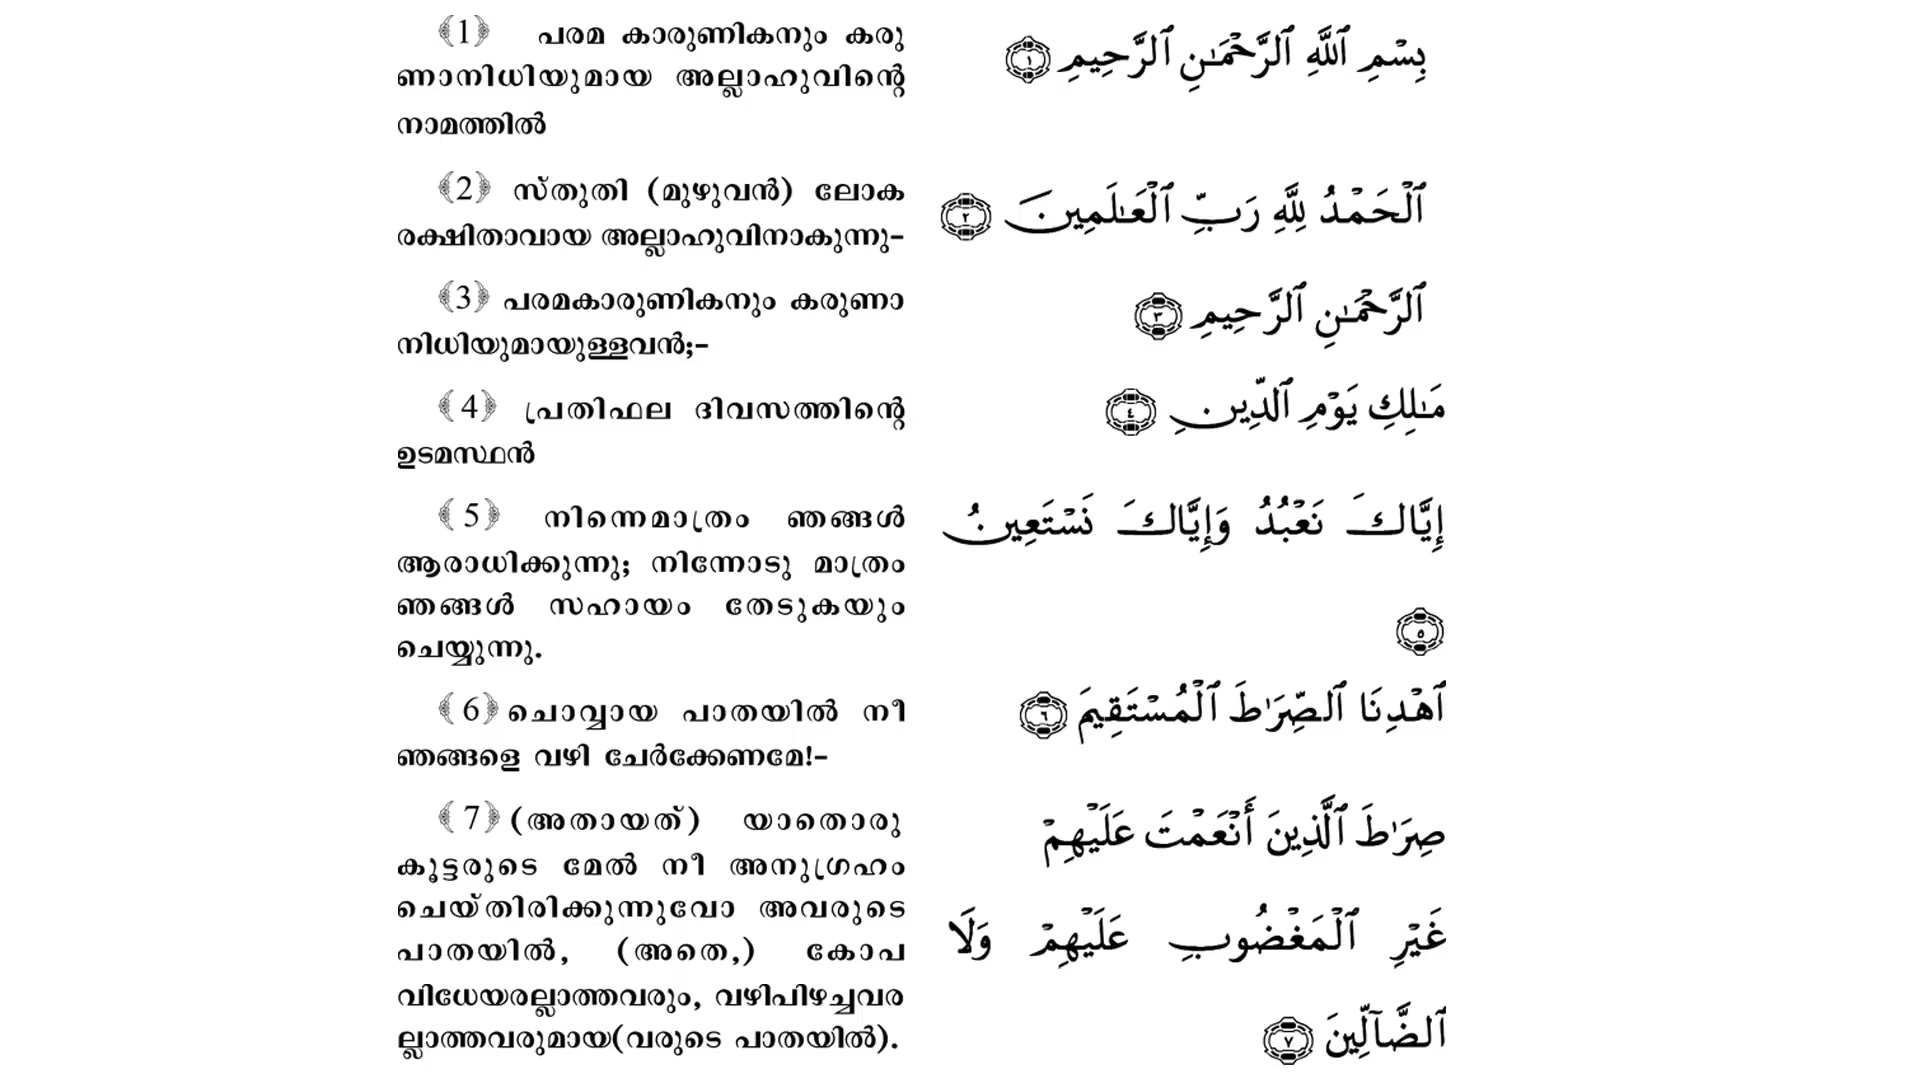 ﴾1﴿ പരമ കാരുണികനും കരു
ണാനിധിയുമായ അല്ലാഹുവിന്റെ
നാമത്തിൽ
﴾2﴿ സ്തുതി (മുഴുവൻ) ലോക
രക്ഷിതാവായ അല്ലാഹുവിനാകുന്നു-
﴾3﴿ പരമകാരുണികനും കരുണാ
നിധിയുമായുള്ളവൻ;-
﴾4﴿ പ്രതിഫല ദിവസത്തിന്റെ
ഉടമസ്ഥൻ
﴾5﴿ നിന്നെമാത്രം ഞങ്ങൾ
ആരാധിക്കുന്നു; നിന്നോടു മാത്രം
ഞങ്ങൾ സഹായം തേടുകയും
ചെയ്യുന്നു.
﴾6﴿ ചൊവ്വായ പാതയിൽ നീ
ഞങ്ങളെ വഴി ചേർക്കേണമേ!-
﴾7﴿ (അതായത്) യാതൊരു
കൂട്ടരുടെ മേൽ നീ അനുഗ്രഹം
ചെയ്തിരിക്കുന്നുവോ അവരുടെ
പാതയിൽ, (അതെ,) കോപ
വിധേയരല്ലാത്തവരും, വഴിപിഴച്ചവര
ല്ലാത്തവരുമായ(വരുടെ പാതയിൽ).
بِسۡمِ ٱللَّهِ ٱلرَّحۡمَـٰنِ ٱلرَّحِيمِ ﴿١﴾
ٱلۡحَمۡدُ لِلَّهِ رَبِّ ٱلۡعَـٰلَمِينَ ﴿٢﴾
ٱلرَّحۡمَـٰنِ ٱلرَّحِيمِ ﴿٣﴾
مَـٰلِكِ يَوۡمِ ٱلدِّينِ ﴿٤﴾
إِيَّاكَ نَعۡبُدُ وَإِيَّاكَ نَسۡتَعِينُ
﴿٥﴾
ٱهۡدِنَا ٱلصِّرَٰطَ ٱلۡمُسۡتَقِيمَ ﴿٦﴾
صِرَٰطَ ٱلَّذِينَ أَنۡعَمۡتَ عَلَيۡهِمۡ
غَيۡرِ ٱلۡمَغۡضُوبِ عَلَيۡهِمۡ وَلَا
ٱلضَّآلِّينَ ﴿٧﴾